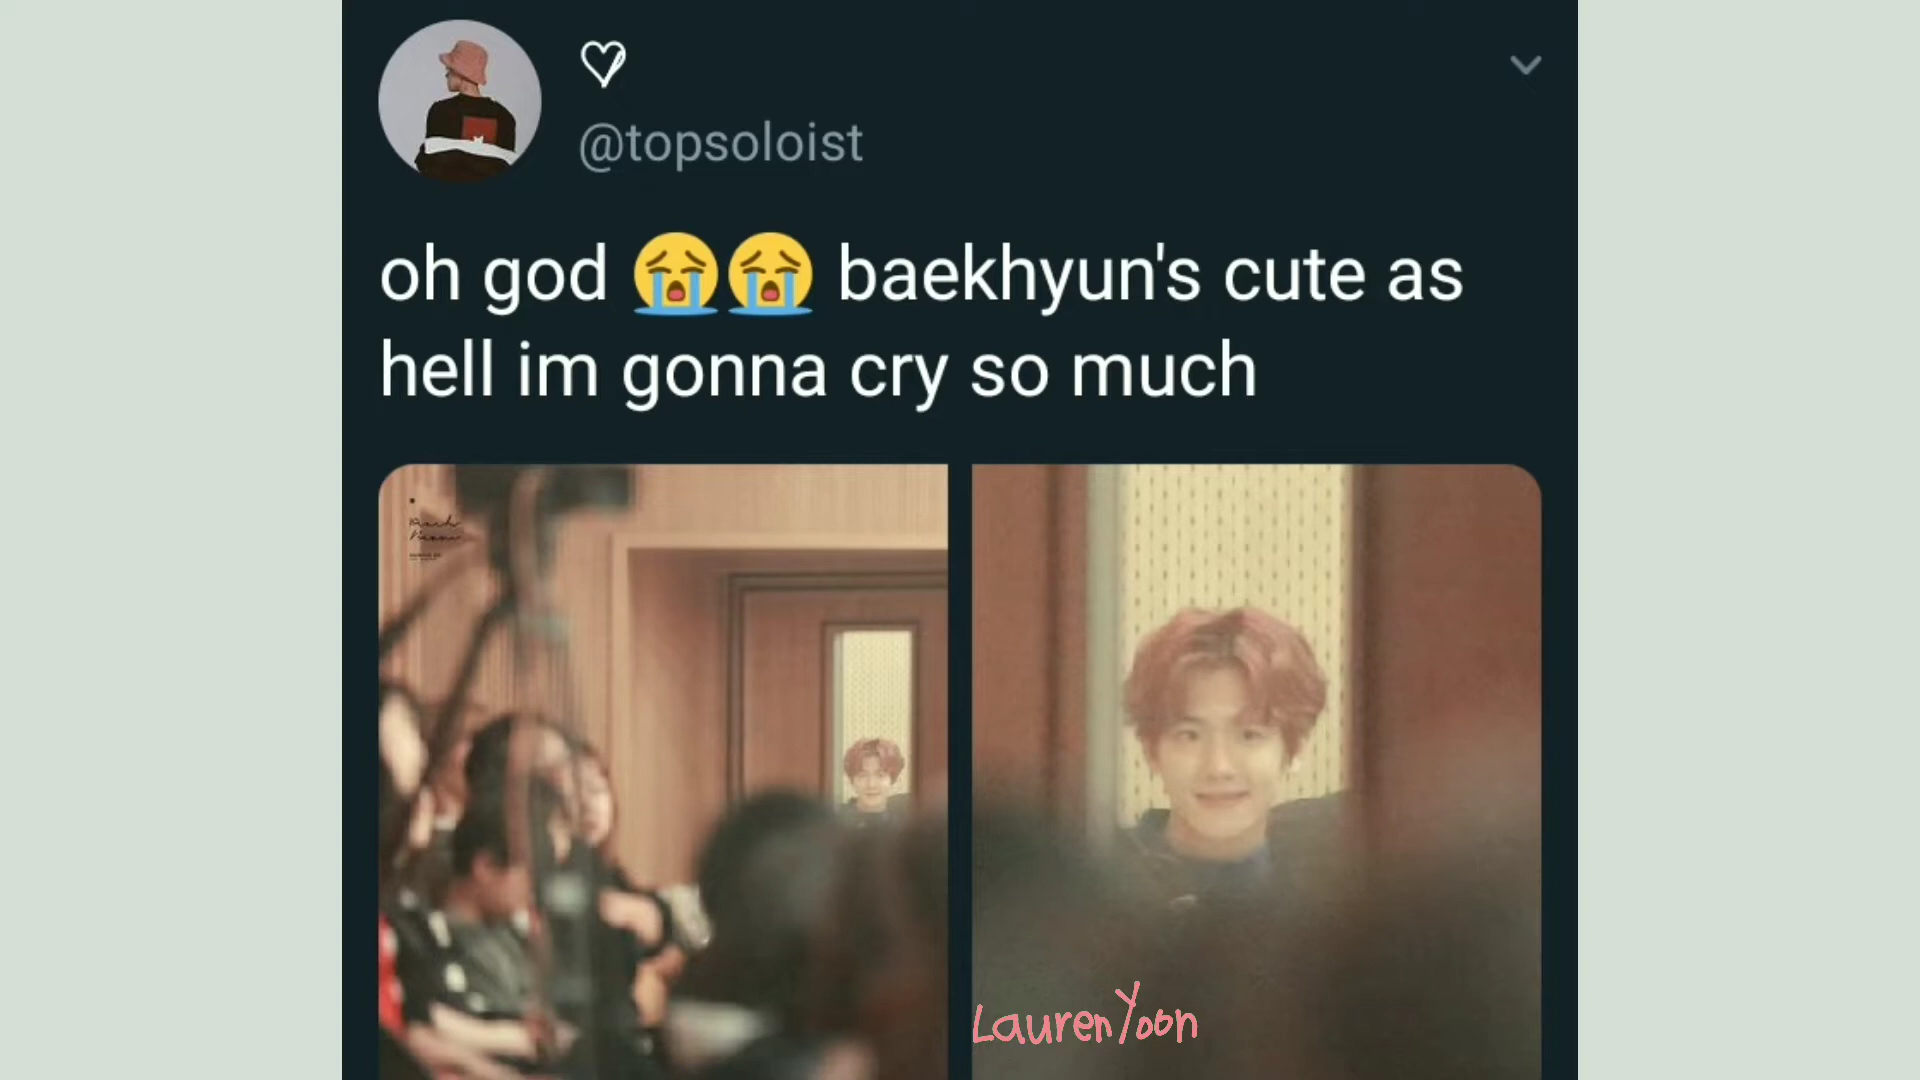 ♡
@topsoloist
oh god 😭😭 baekhyun's cute as
hell im gonna cry so much
LaurenYoon